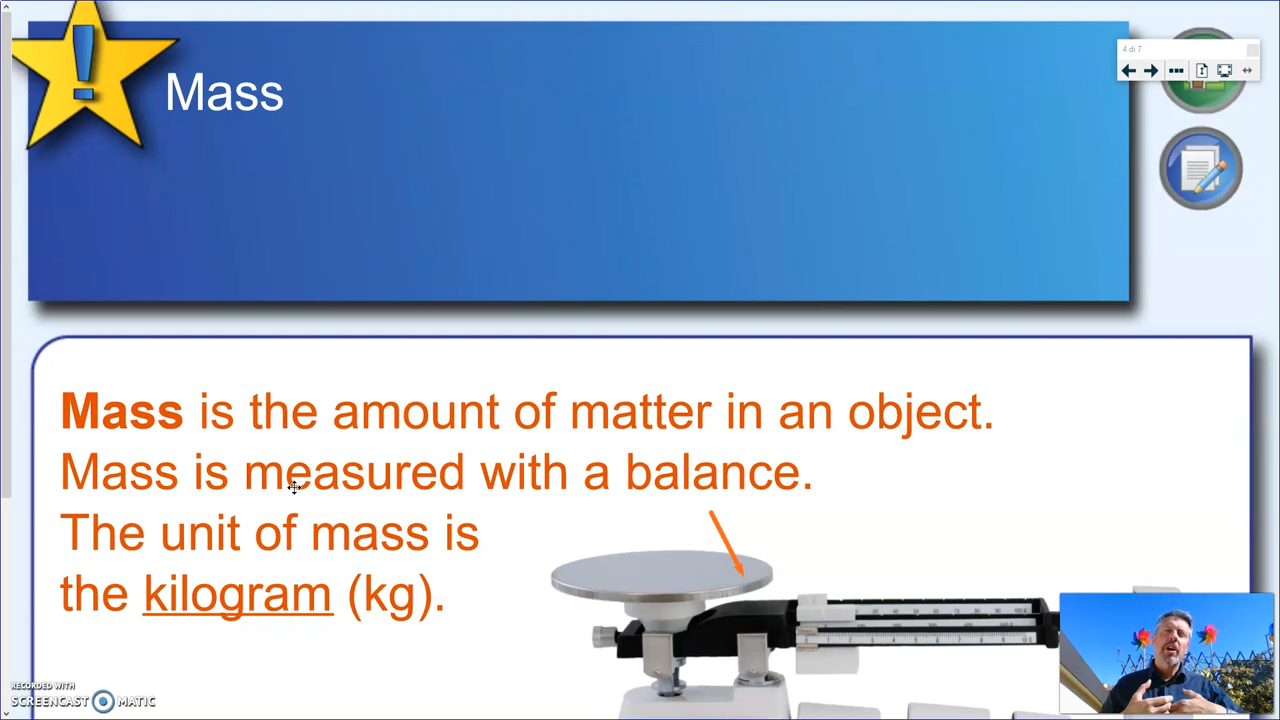 4 di 7
Mass
Mass is the amount of matter in an object.
Mass is measured with a balance.
The unit of mass is
the kilogram (kg).
RECORDED WITH
SCREENCAST MATIC